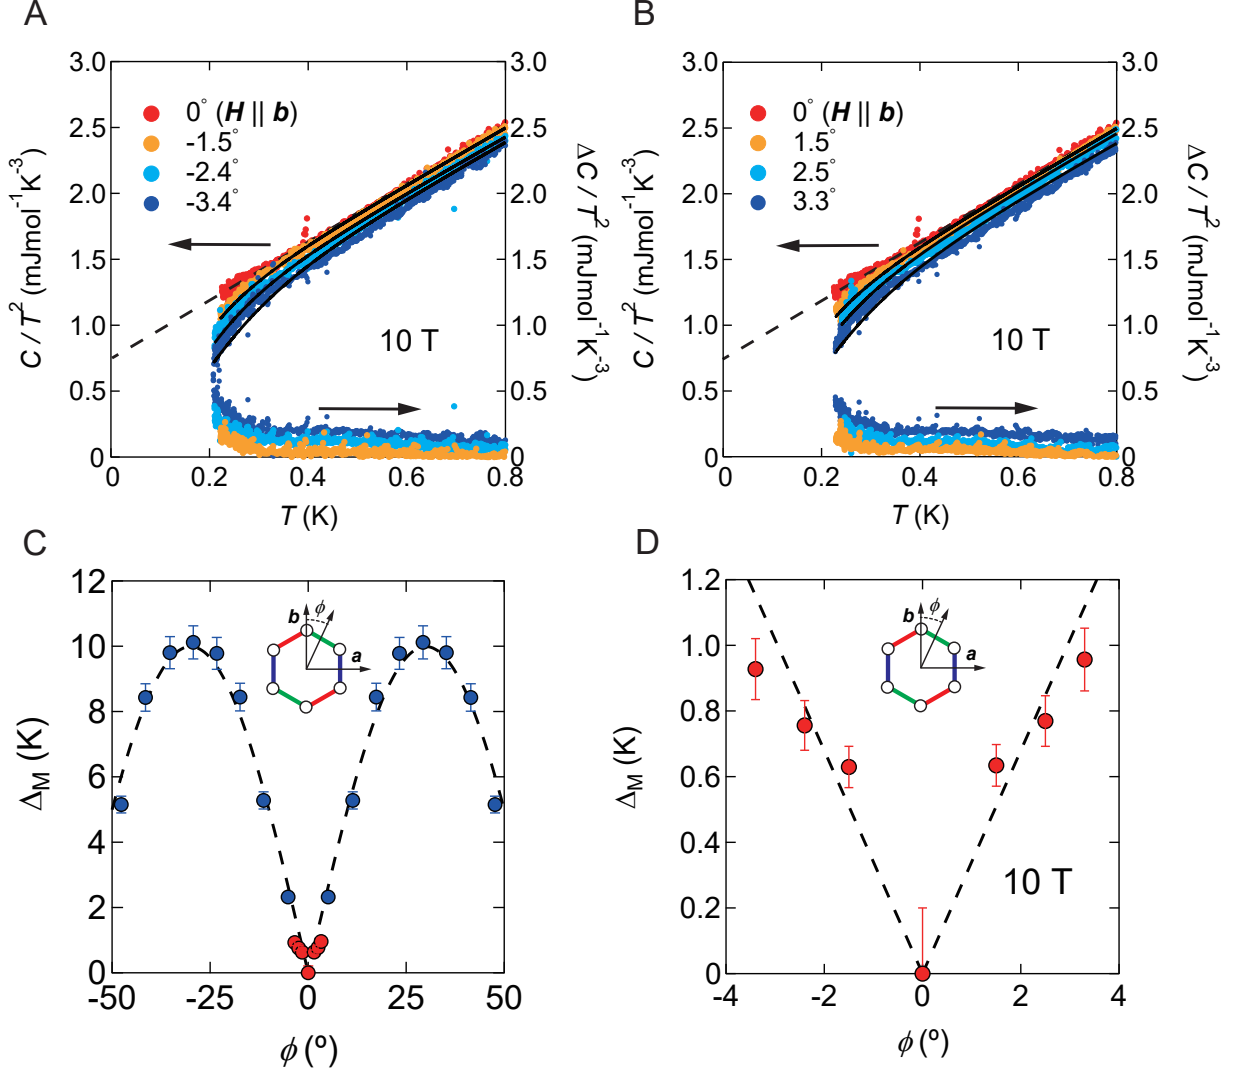 A
3.0
2.5
2.0
1.5
1.0
0.5
0
C / T² (mJmol⁻¹K⁻³)
0° (H || b)
-1.5°
-2.4°
-3.4°
10 T
3.0
2.5
2.0
1.5
1.0
0.5
0
ΔC / T² (mJmol⁻¹K⁻³)
0
0.2
0.4
0.6
0.8
T (K)
B
3.0
2.5
2.0
1.5
1.0
0.5
0
C / T² (mJmol⁻¹K⁻³)
0° (H || b)
1.5°
2.5°
3.3°
10 T
3.0
2.5
2.0
1.5
1.0
0.5
0
ΔC / T² (mJmol⁻¹K⁻³)
0
0.2
0.4
0.6
0.8
T (K)
C
12
10
8
6
4
2
0
Δ_M (K)
b
ϕ
a
-50
-25
0
25
50
ϕ (º)
D
1.2
1.0
0.8
0.6
0.4
0.2
0
Δ_M (K)
b
ϕ
a
10 T
-4
-2
0
2
4
ϕ (º)